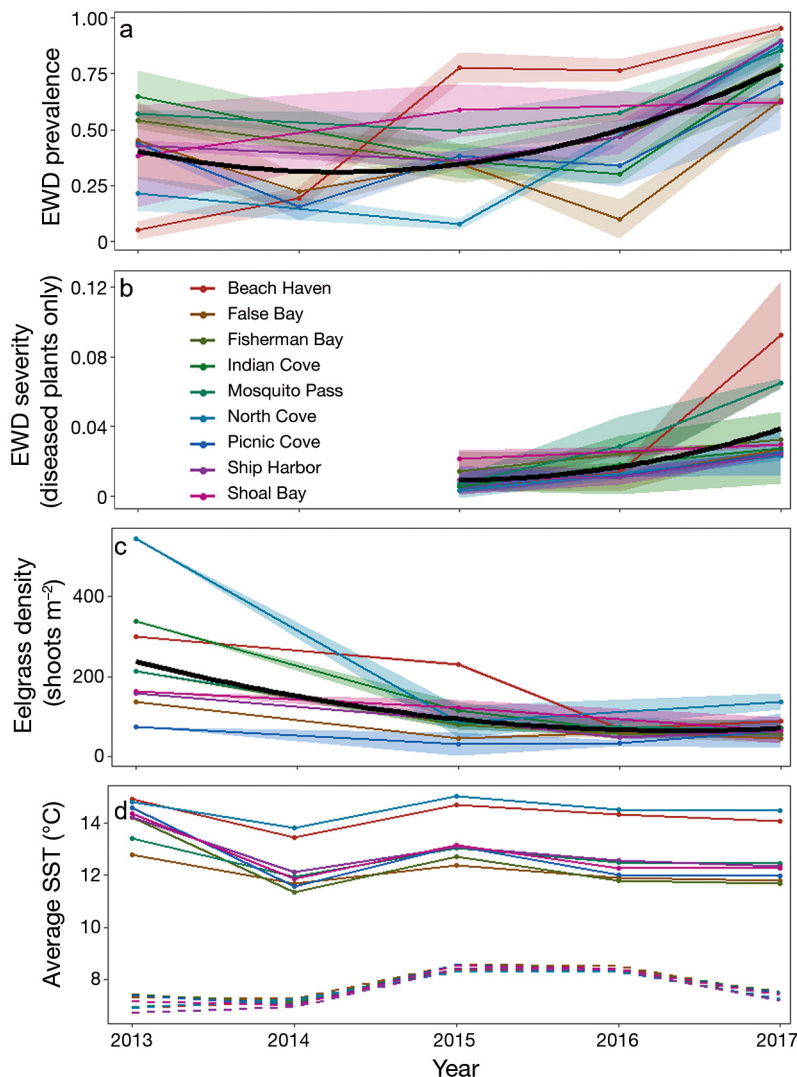 a
EWD prevalence
1.00
0.75
0.50
0.25
0
b
EWD severity
(diseased plants only)
0.12
0.08
0.04
0
Beach Haven
False Bay
Fisherman Bay
Indian Cove
Mosquito Pass
North Cove
Picnic Cove
Ship Harbor
Shoal Bay
c
Eelgrass density
(shoots m⁻²)
400
200
0
d
Average SST (°C)
14
12
10
8
2013 2014 2015 2016 2017
Year